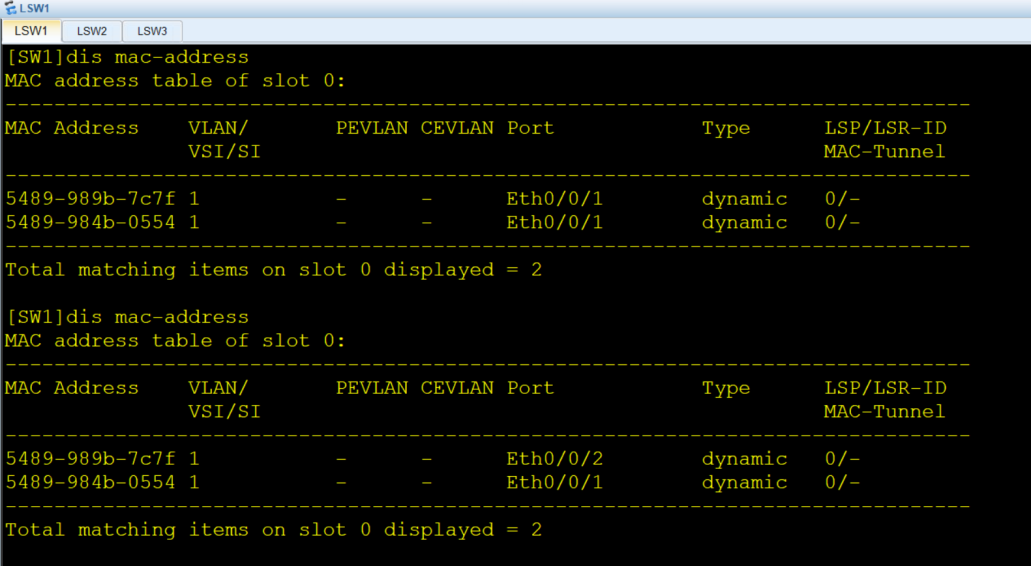 LSW1
LSW1 LSW2 LSW3
[SW1]dis mac-address
MAC address table of slot 0:
-------------------------------------------------------------------------------
MAC Address    VLAN/       PEVLAN CEVLAN Port            Type      LSP/LSR-ID
               VSI/SI                                              MAC-Tunnel
-------------------------------------------------------------------------------
5489-989b-7c7f 1           -      -      Eth0/0/1        dynamic   0/-
5489-984b-0554 1           -      -      Eth0/0/1        dynamic   0/-
-------------------------------------------------------------------------------
Total matching items on slot 0 displayed = 2
[SW1]dis mac-address
MAC address table of slot 0:
-------------------------------------------------------------------------------
MAC Address    VLAN/       PEVLAN CEVLAN Port            Type      LSP/LSR-ID
               VSI/SI                                              MAC-Tunnel
-------------------------------------------------------------------------------
5489-989b-7c7f 1           -      -      Eth0/0/2        dynamic   0/-
5489-984b-0554 1           -      -      Eth0/0/1        dynamic   0/-
-------------------------------------------------------------------------------
Total matching items on slot 0 displayed = 2